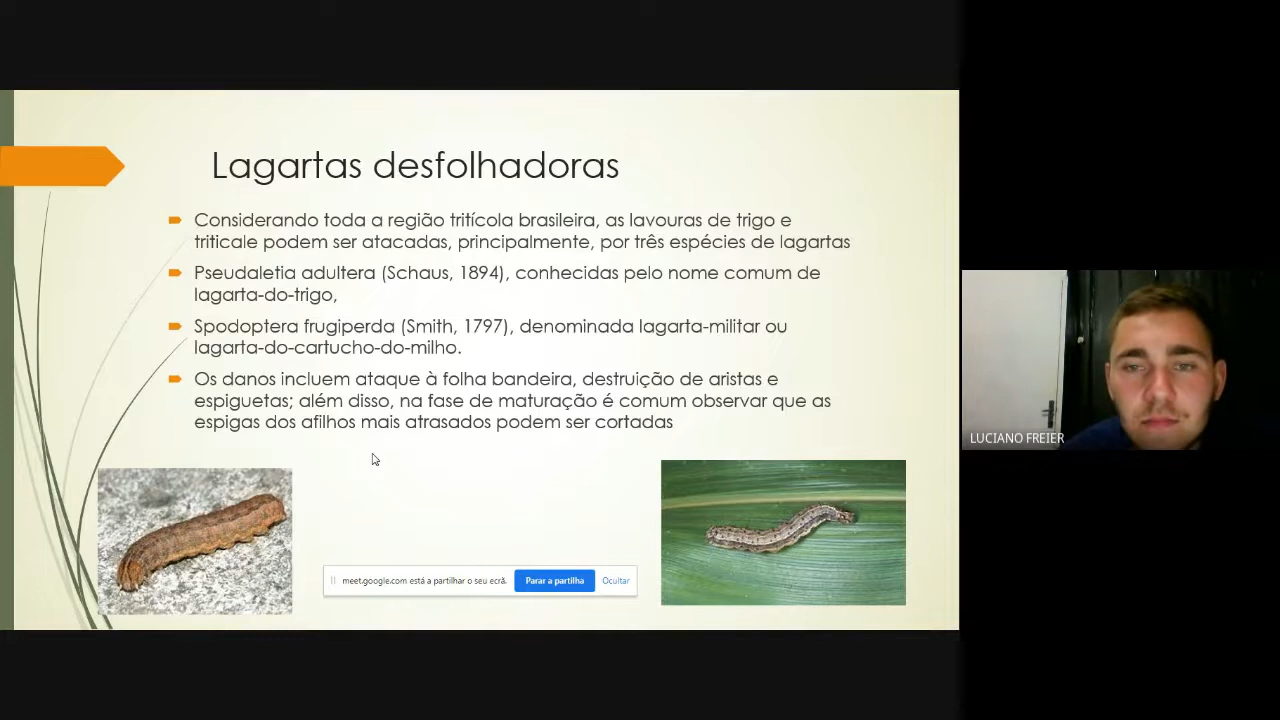 Lagartas desfolhadoras
Considerando toda a região tritícola brasileira, as lavouras de trigo e
triticale podem ser atacadas, principalmente, por três espécies de lagartas
Pseudaletia adultera (Schaus, 1894), conhecidas pelo nome comum de
lagarta-do-trigo,
Spodoptera frugiperda (Smith, 1797), denominada lagarta-militar ou
lagarta-do-cartucho-do-milho.
Os danos incluem ataque à folha bandeira, destruição de aristas e
espiguetas; além disso, na fase de maturação é comum observar que as
espigas dos afilhos mais atrasados podem ser cortadas
meet.google.com está a partilhar o seu ecrã. Parar a partilha Ocultar
LUCIANO FREIER